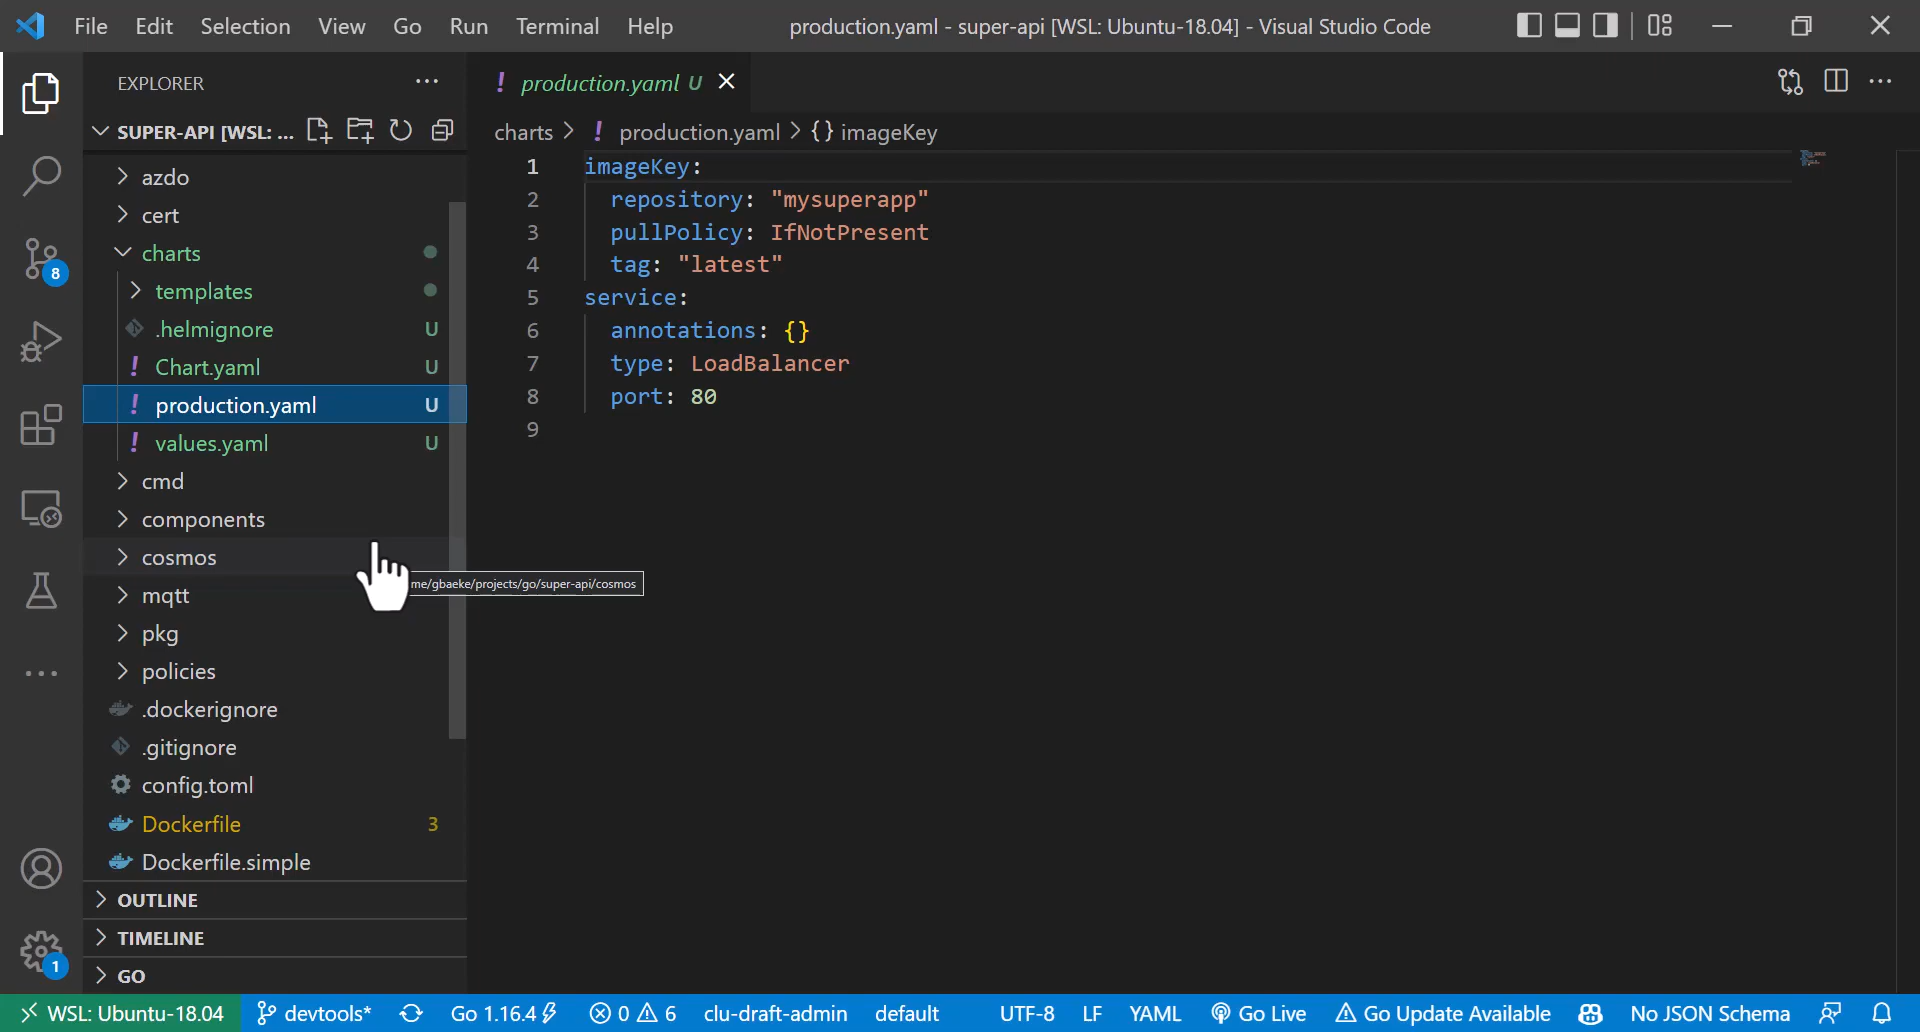 File Edit Selection View Go Run Terminal Help production.yaml - super-api [WSL: Ubuntu-18.04] - Visual Studio Code
EXPLORER
SUPER-API [WSL: ...
azdo
cert
charts
templates
.helmignore U
Chart.yaml U
production.yaml U
values.yaml U
cmd
components
cosmos
me/gbaeke/projects/go/super-api/cosmos
mqtt
pkg
policies
.dockerignore
.gitignore
config.toml
Dockerfile 3
Dockerfile.simple
OUTLINE
TIMELINE
GO
8
1
production.yaml U
charts > ! production.yaml > {} imageKey
1 imageKey:
2 repository: "mysuperapp"
3 pullPolicy: IfNotPresent
4 tag: "latest"
5 service:
6 annotations: {}
7 type: LoadBalancer
8 port: 80
9
WSL: Ubuntu-18.04 devtools* Go 1.16.4 0 6 clu-draft-admin default UTF-8 LF YAML Go Live Go Update Available No JSON Schema